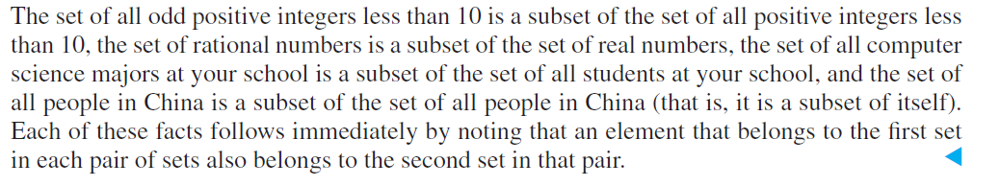 The set of all odd positive integers less than 10 is a subset of the set of all positive integers less
than 10, the set of rational numbers is a subset of the set of real numbers, the set of all computer
science majors at your school is a subset of the set of all students at your school, and the set of
all people in China is a subset of the set of all people in China (that is, it is a subset of itself).
Each of these facts follows immediately by noting that an element that belongs to the first set
in each pair of sets also belongs to the second set in that pair.